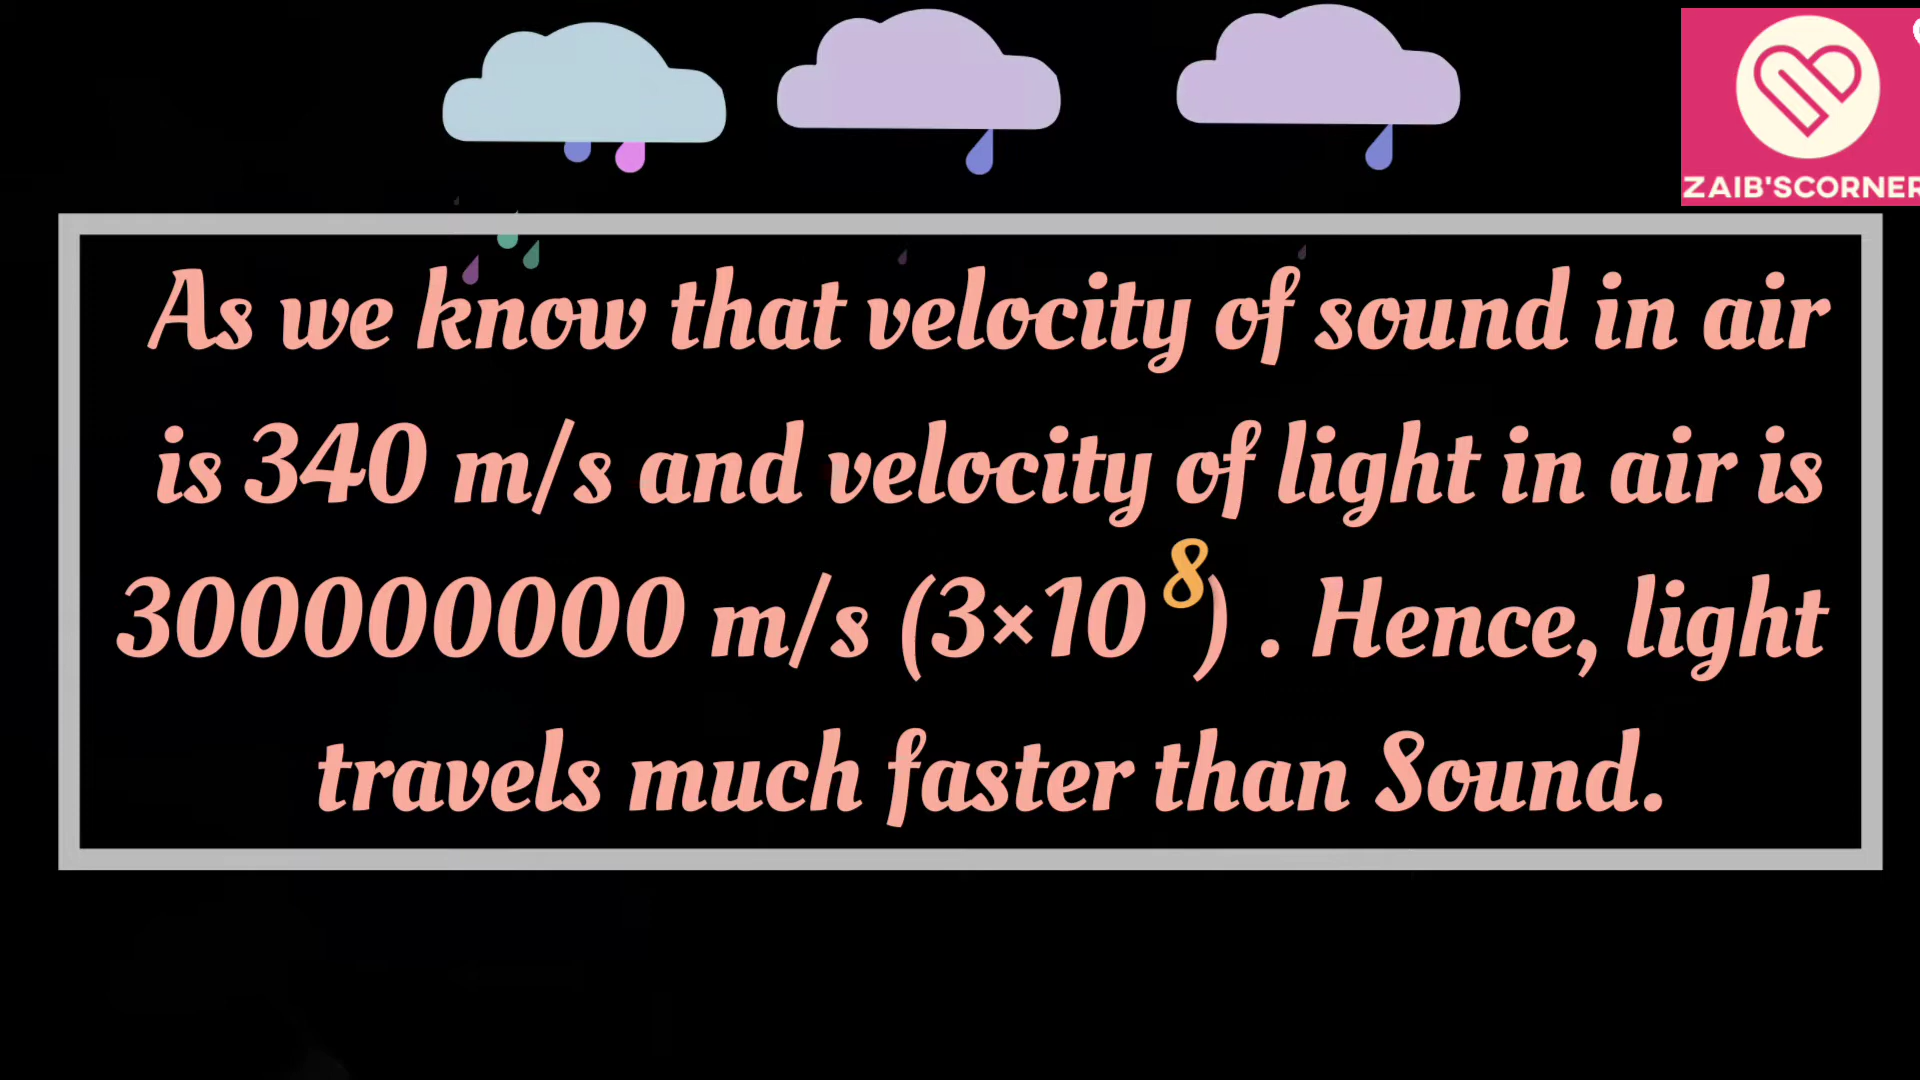 ZAIB'SCORNER
As we know that velocity of sound in air
is 340 m/s and velocity of light in air is
300000000 m/s (3×10⁸) . Hence, light
travels much faster than Sound.